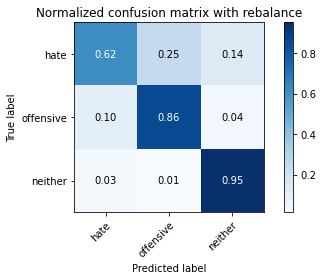 Normalized confusion matrix with rebalance
True label
hate
0.62 0.25 0.14
offensive
0.10 0.86 0.04
neither
0.03 0.01 0.95
hate
offensive
neither
Predicted label
0.8
0.6
0.4
0.2